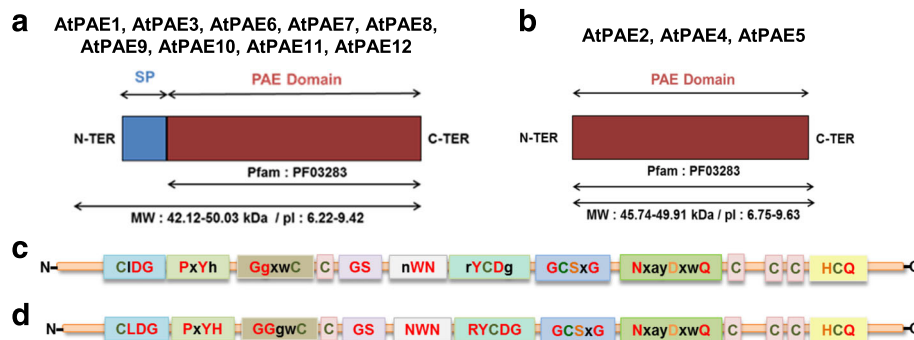 a
AtPAE1, AtPAE3, AtPAE6, AtPAE7, AtPAE8,
AtPAE9, AtPAE10, AtPAE11, AtPAE12
SP
PAE Domain
N-TER
C-TER
Pfam : PF03283
MW : 42.12-50.03 kDa / pI : 6.22-9.42
b
AtPAE2, AtPAE4, AtPAE5
PAE Domain
N-TER
C-TER
Pfam : PF03283
MW : 45.74-49.91 kDa / pI : 6.75-9.63
c
N- ClDG PxYh GgxwC C GS nWN rYCDg GCSxG NxayDxwQ C C C HCQ -C
d
N- CLDG PxYH GGgwC C GS NWN RYCDG GCSxG NxayDxwQ C C C HCQ -C